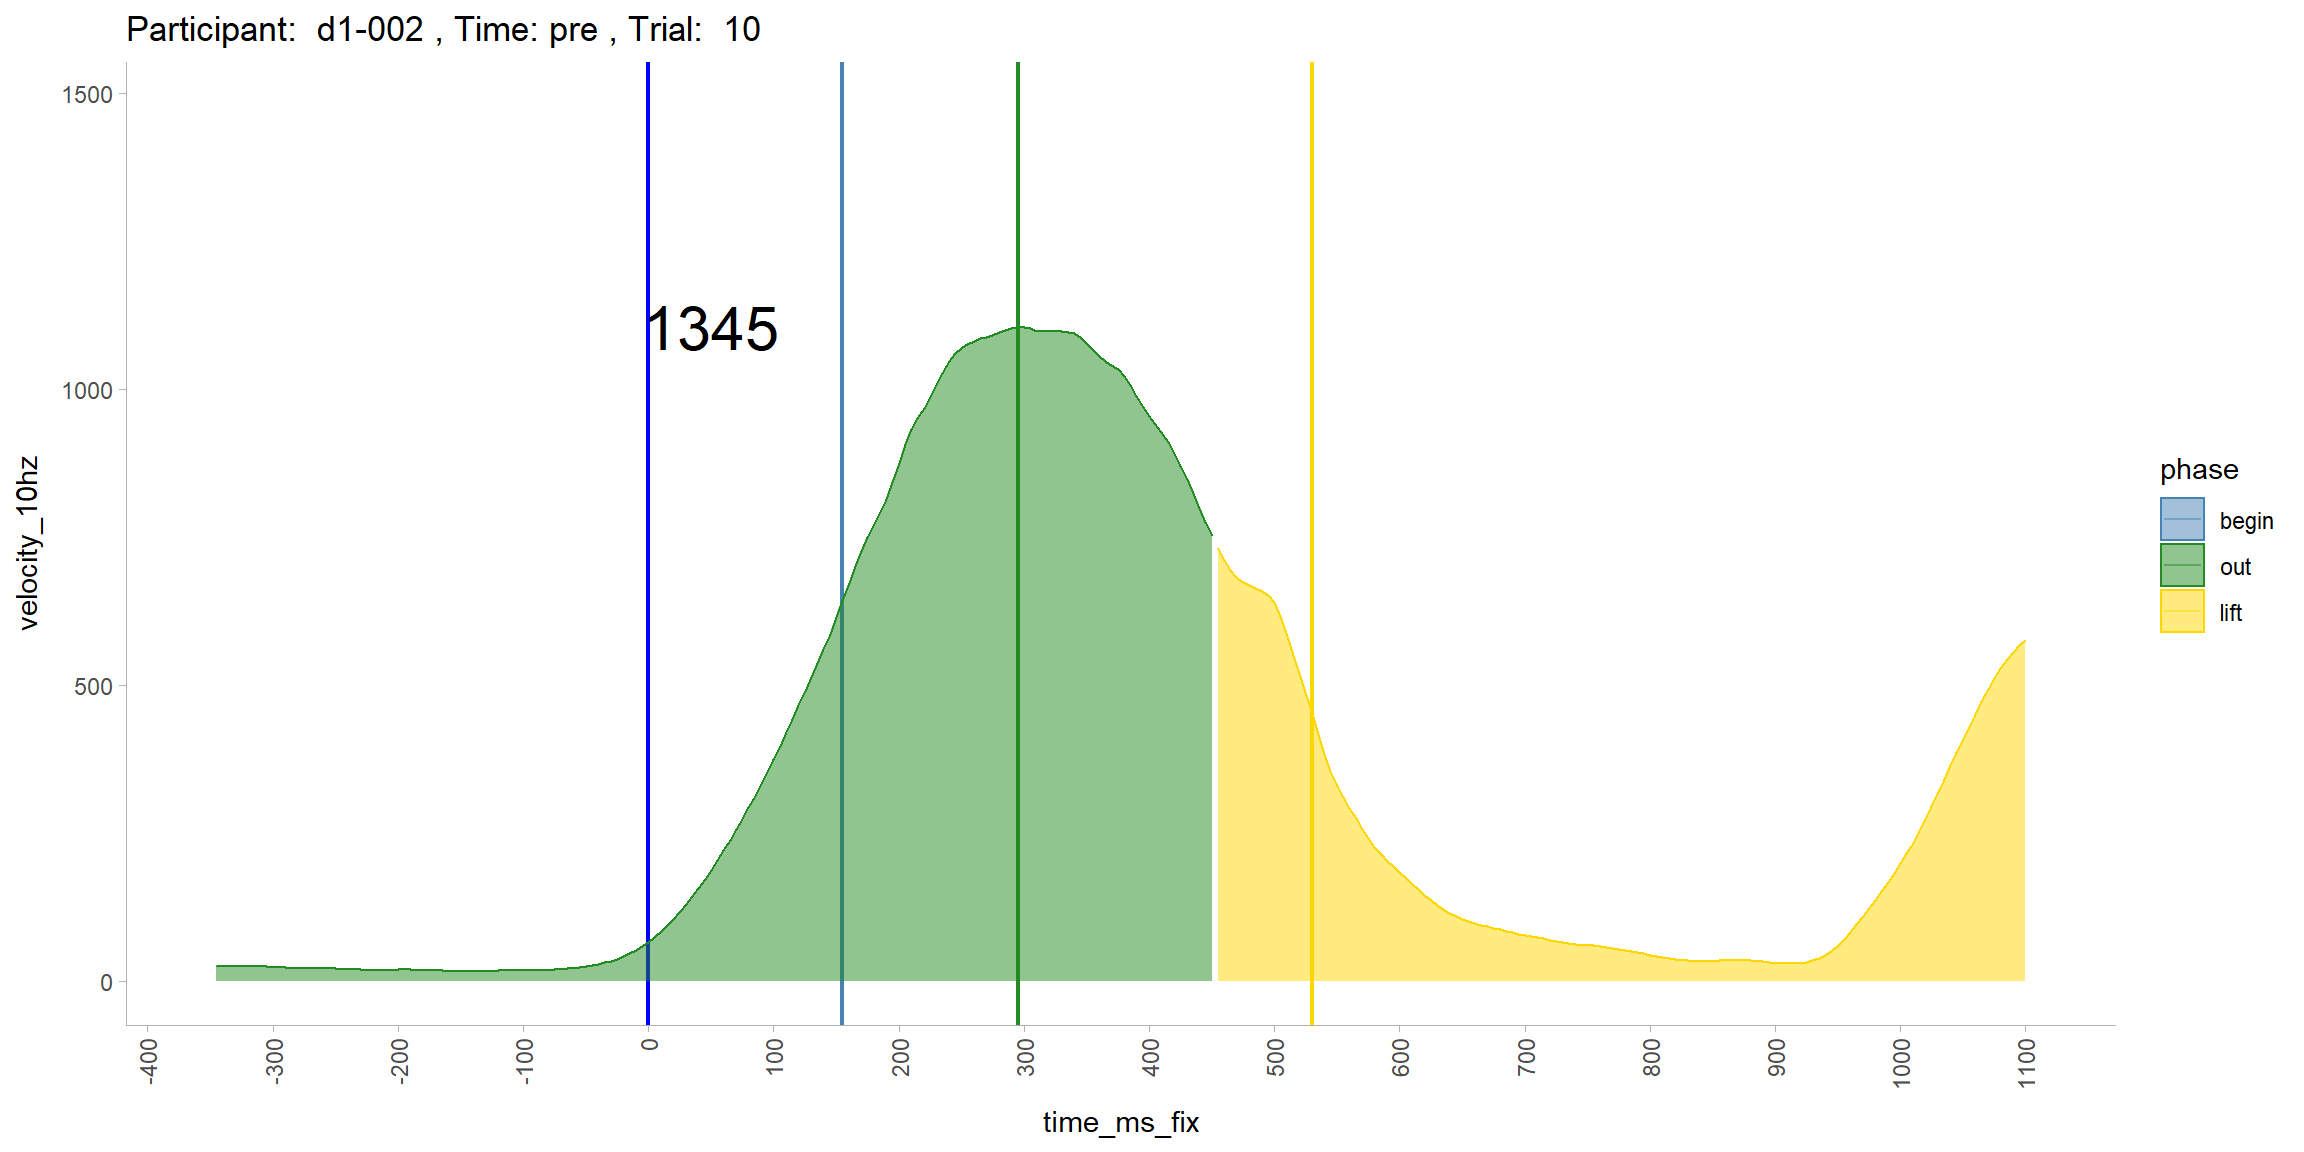 Participant:  d1-002 , Time: pre , Trial:  10
1500
1000
500
0
velocity_10hz
1345
-400 -300 -200 -100 0 100 200 300 400 500 600 700 800 900 1000 1100
time_ms_fix
phase
begin
out
lift